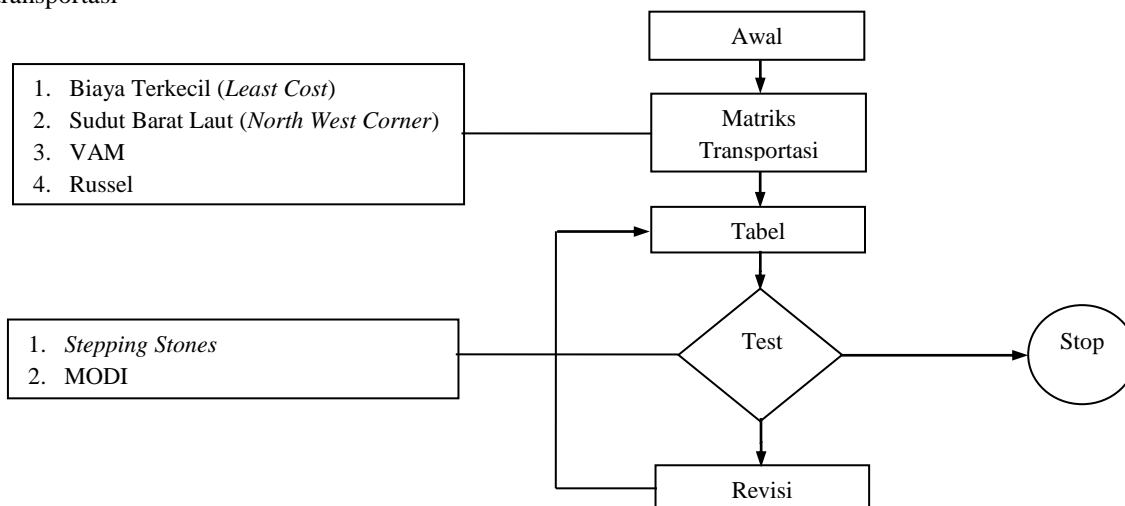 Awal
1. Biaya Terkecil (Least Cost)
2. Sudut Barat Laut (North West Corner)
3. VAM
4. Russel
Matriks
Transportasi
Tabel
1. Stepping Stones
2. MODI
Test
Stop
Revisi